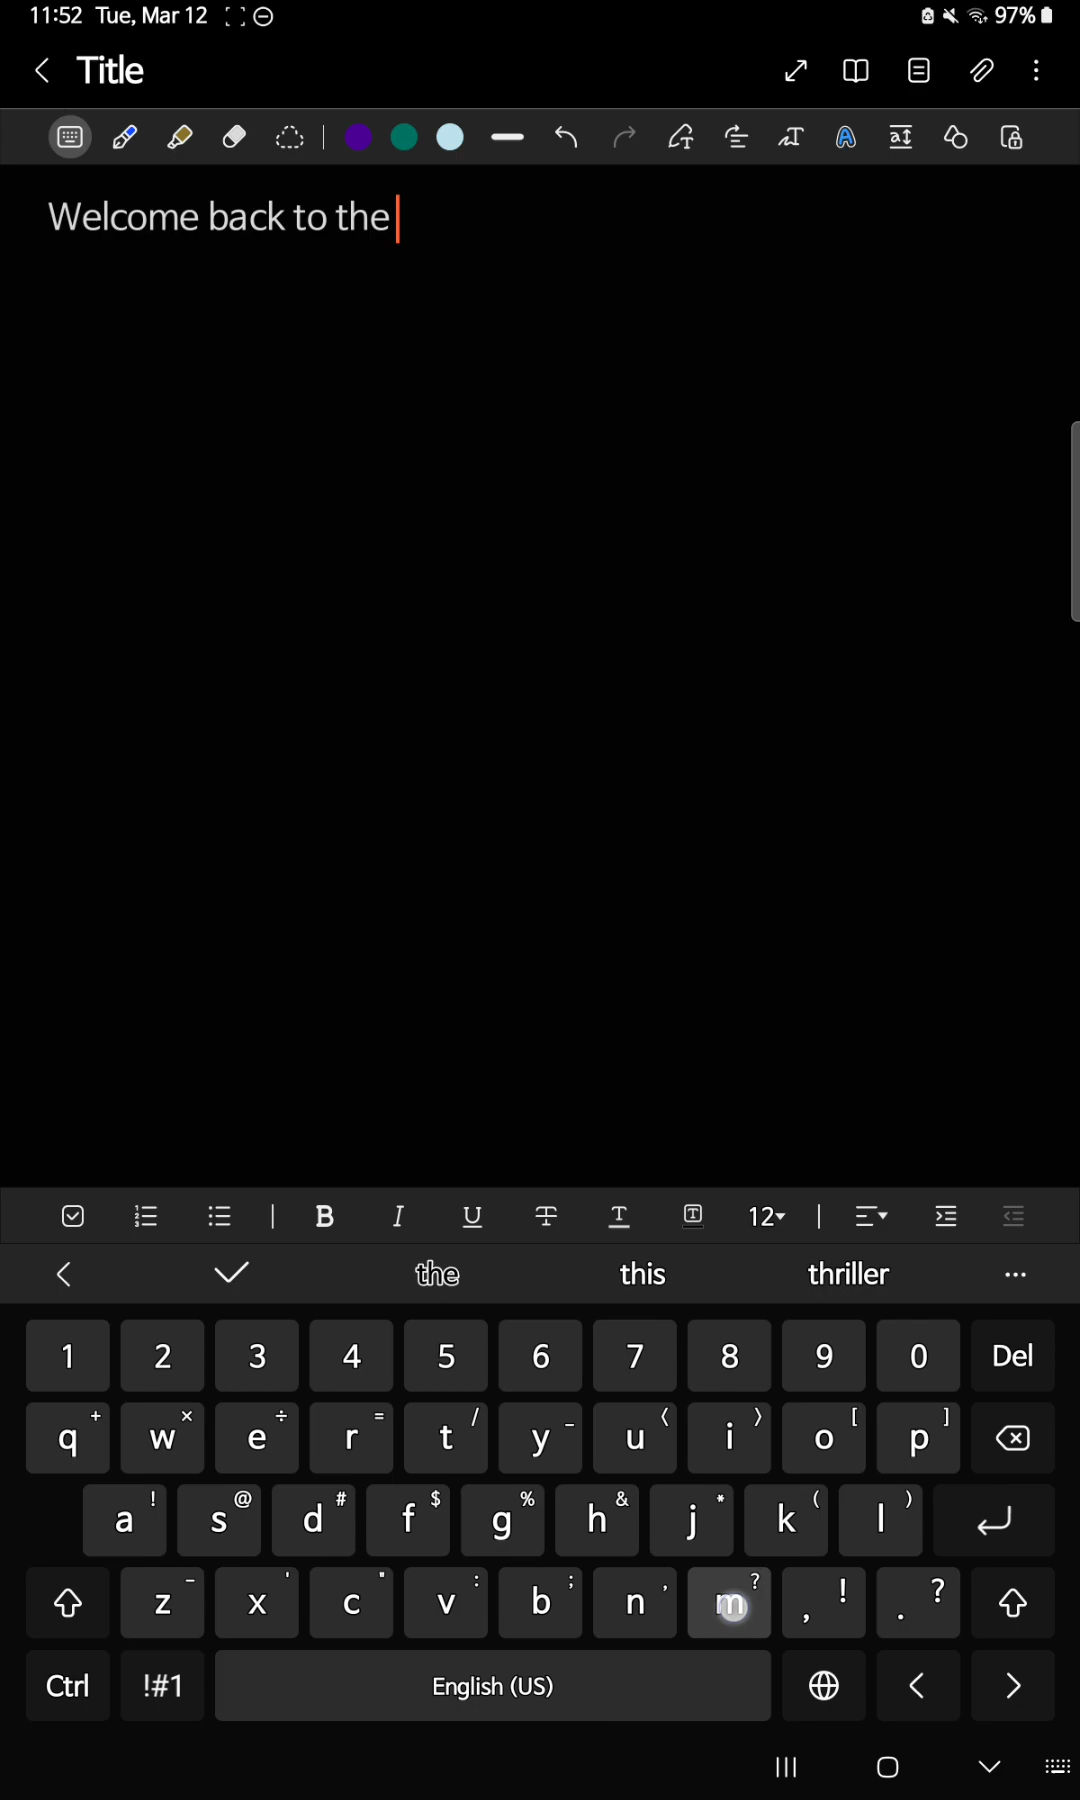 11:52 Tue, Mar 12 97%
Title
Welcome back to the
12
the this thriller
1 2 3 4 5 6 7 8 9 0 Del
q + w × e ÷ r = t / y - u ⟨ i ⟩ o [ p ]
a ! s @ d # f $ g % h & j * k ( l )
z - x ' c " v : b ; n , m ? , ! . ?
Ctrl !#1 English (US) < >